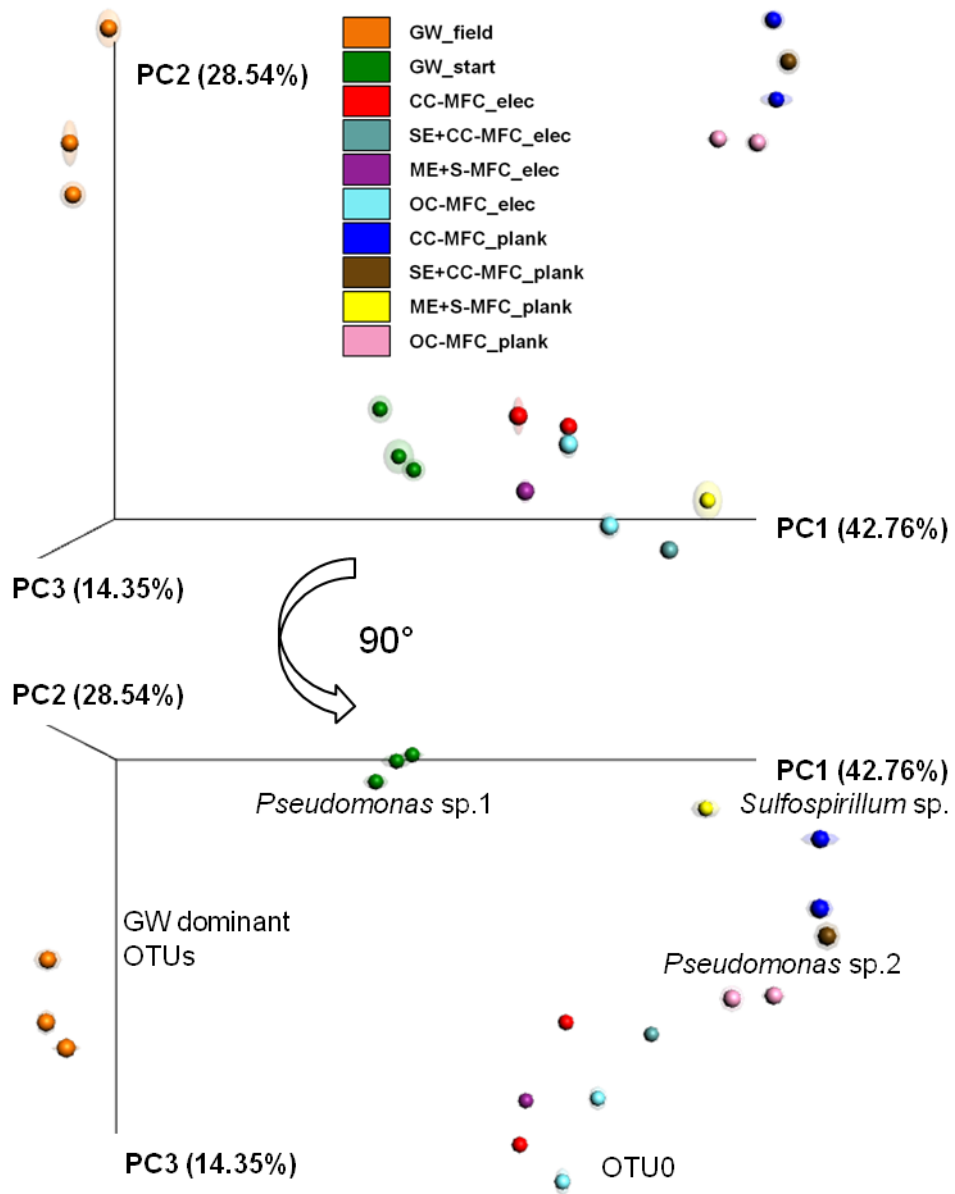 PC2 (28.54%)
GW_field
GW_start
CC-MFC_elec
SE+CC-MFC_elec
ME+S-MFC_elec
OC-MFC_elec
CC-MFC_plank
SE+CC-MFC_plank
ME+S-MFC_plank
OC-MFC_plank
PC1 (42.76%)
PC3 (14.35%)
90°
PC2 (28.54%)
PC1 (42.76%)
Pseudomonas sp.1
Sulfospirillum sp.
GW dominant
OTUs
Pseudomonas sp.2
PC3 (14.35%)
OTU0